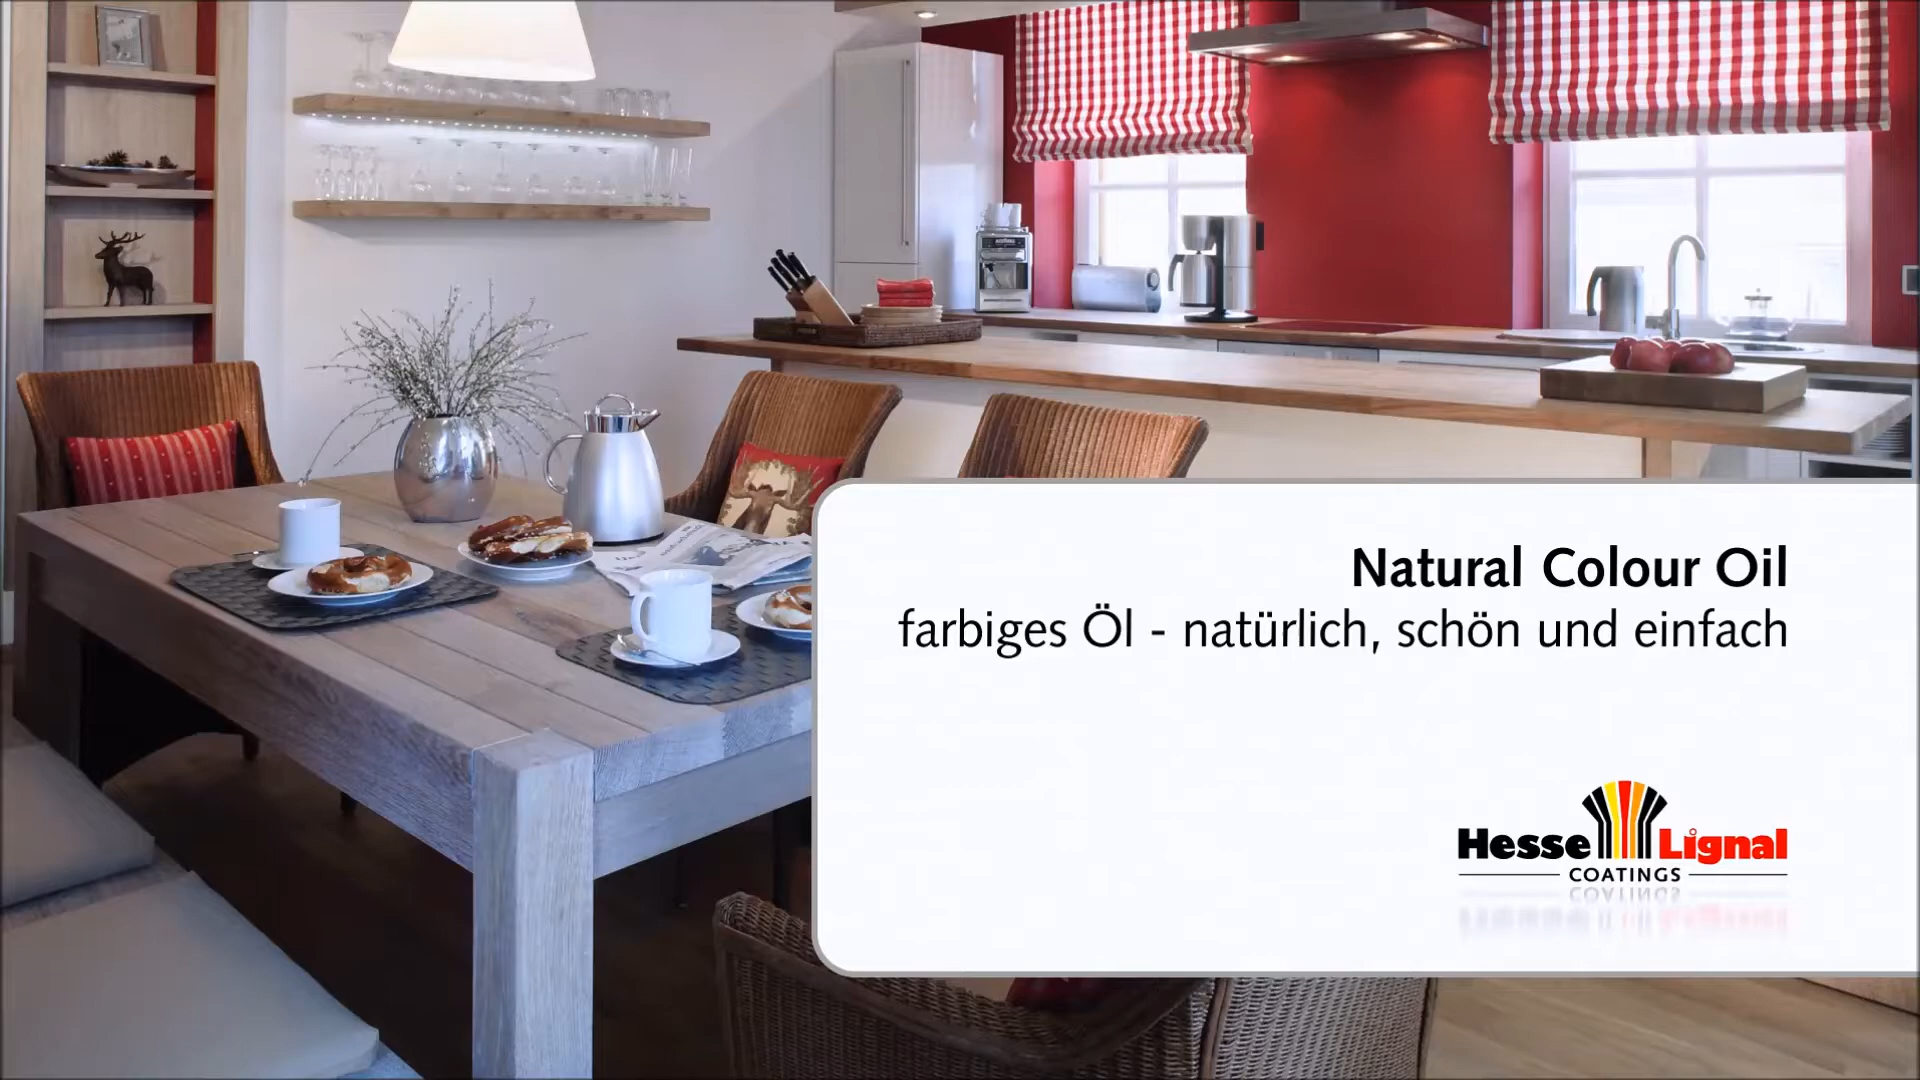 Natural Colour Oil
farbiges Öl - natürlich, schön und einfach
Hesse Lignal
COATINGS